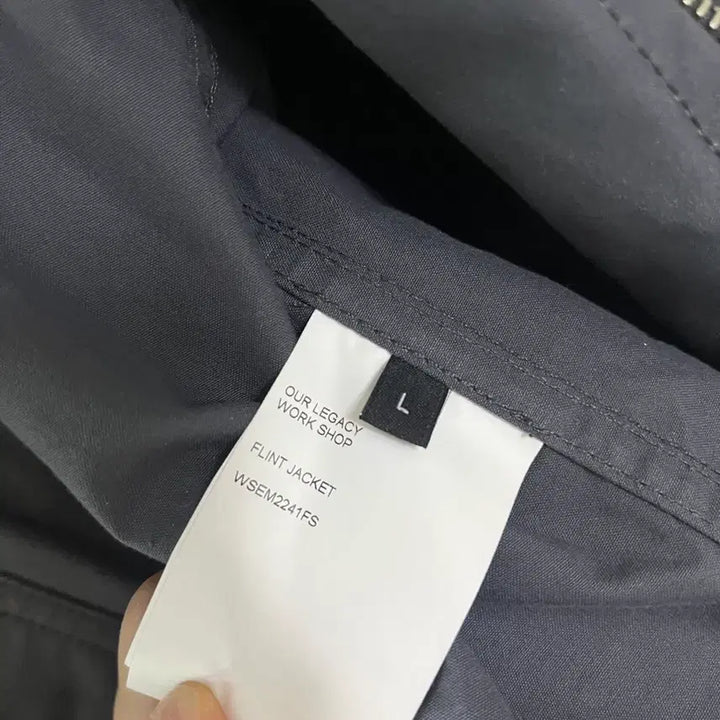 L
OUR LEGACY
WORK SHOP
FLINT JACKET
WSEM2241FS